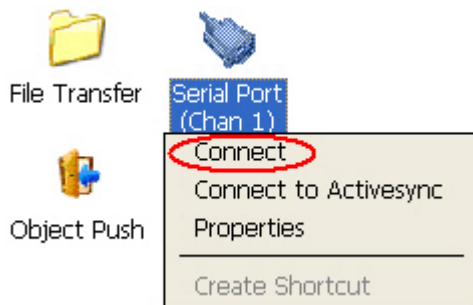 File Transfer
Serial Port
(Chan 1)
Connect
Connect to Activesync
Object Push
Properties
Create Shortcut